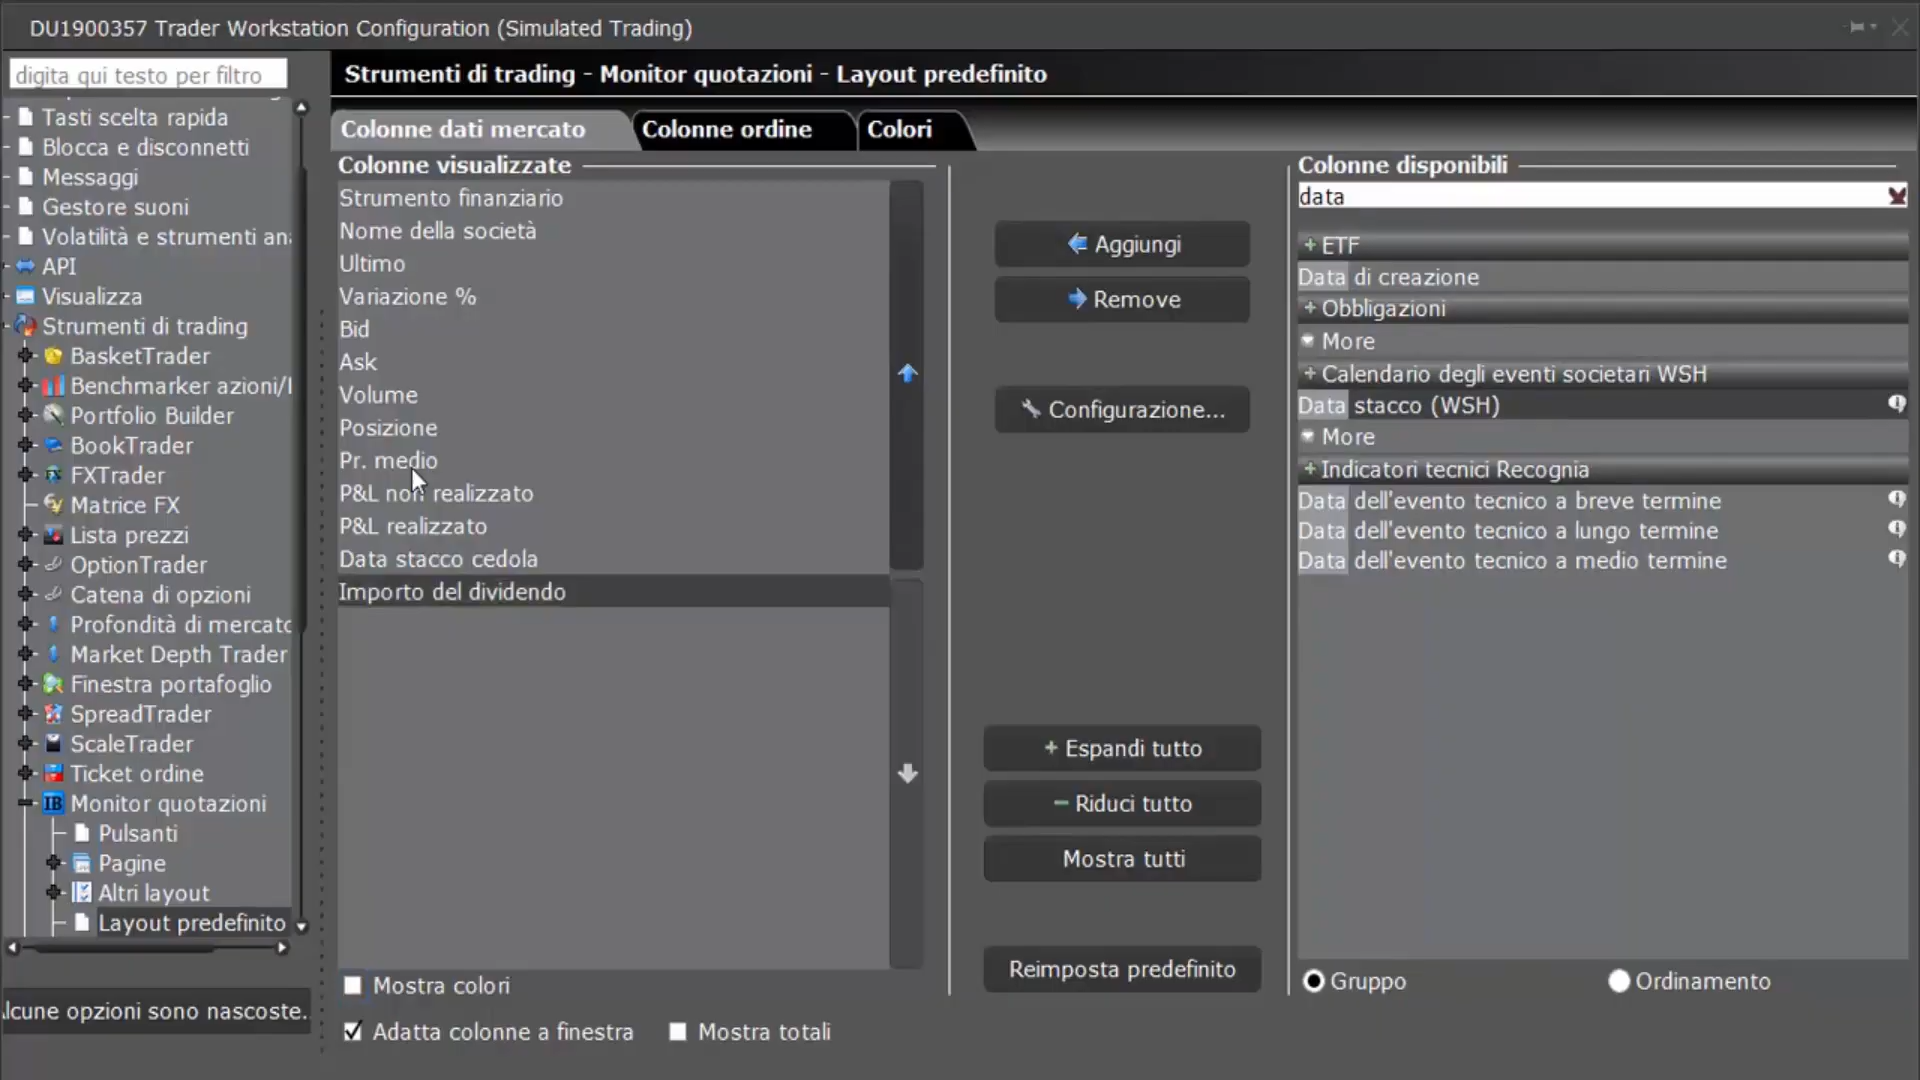 DU1900357 Trader Workstation Configuration (Simulated Trading)
digita qui testo per filtro
Tasti scelta rapida
Blocca e disconnetti
Messaggi
Gestore suoni
Volatilità e strumenti an
API
Visualizza
Strumenti di trading
BasketTrader
Benchmarker azioni/
Portfolio Builder
BookTrader
FXTrader
Matrice FX
Lista prezzi
OptionTrader
Catena di opzioni
Profondità di mercato
Market Depth Trader
Finestra portafoglio
SpreadTrader
ScaleTrader
Ticket ordine
IB Monitor quotazioni
Pulsanti
Pagine
Altri layout
Layout predefinito
lcune opzioni sono nascoste.
Strumenti di trading - Monitor quotazioni - Layout predefinito
Colonne dati mercato
Colonne ordine
Colori
Colonne visualizzate
Strumento finanziario
Nome della società
Ultimo
Variazione %
Bid
Ask
Volume
Posizione
Pr. medio
P&L non realizzato
P&L realizzato
Data stacco cedola
Importo del dividendo
Mostra colori
Adatta colonne a finestra
Mostra totali
Aggiungi
Remove
Configurazione...
+ Espandi tutto
− Riduci tutto
Mostra tutti
Reimposta predefinito
Colonne disponibili
data
+ ETF
Data di creazione
+ Obbligazioni
More
+ Calendario degli eventi societari WSH
Data stacco (WSH)
More
+ Indicatori tecnici Recognia
Data dell'evento tecnico a breve termine
Data dell'evento tecnico a lungo termine
Data dell'evento tecnico a medio termine
Gruppo
Ordinamento